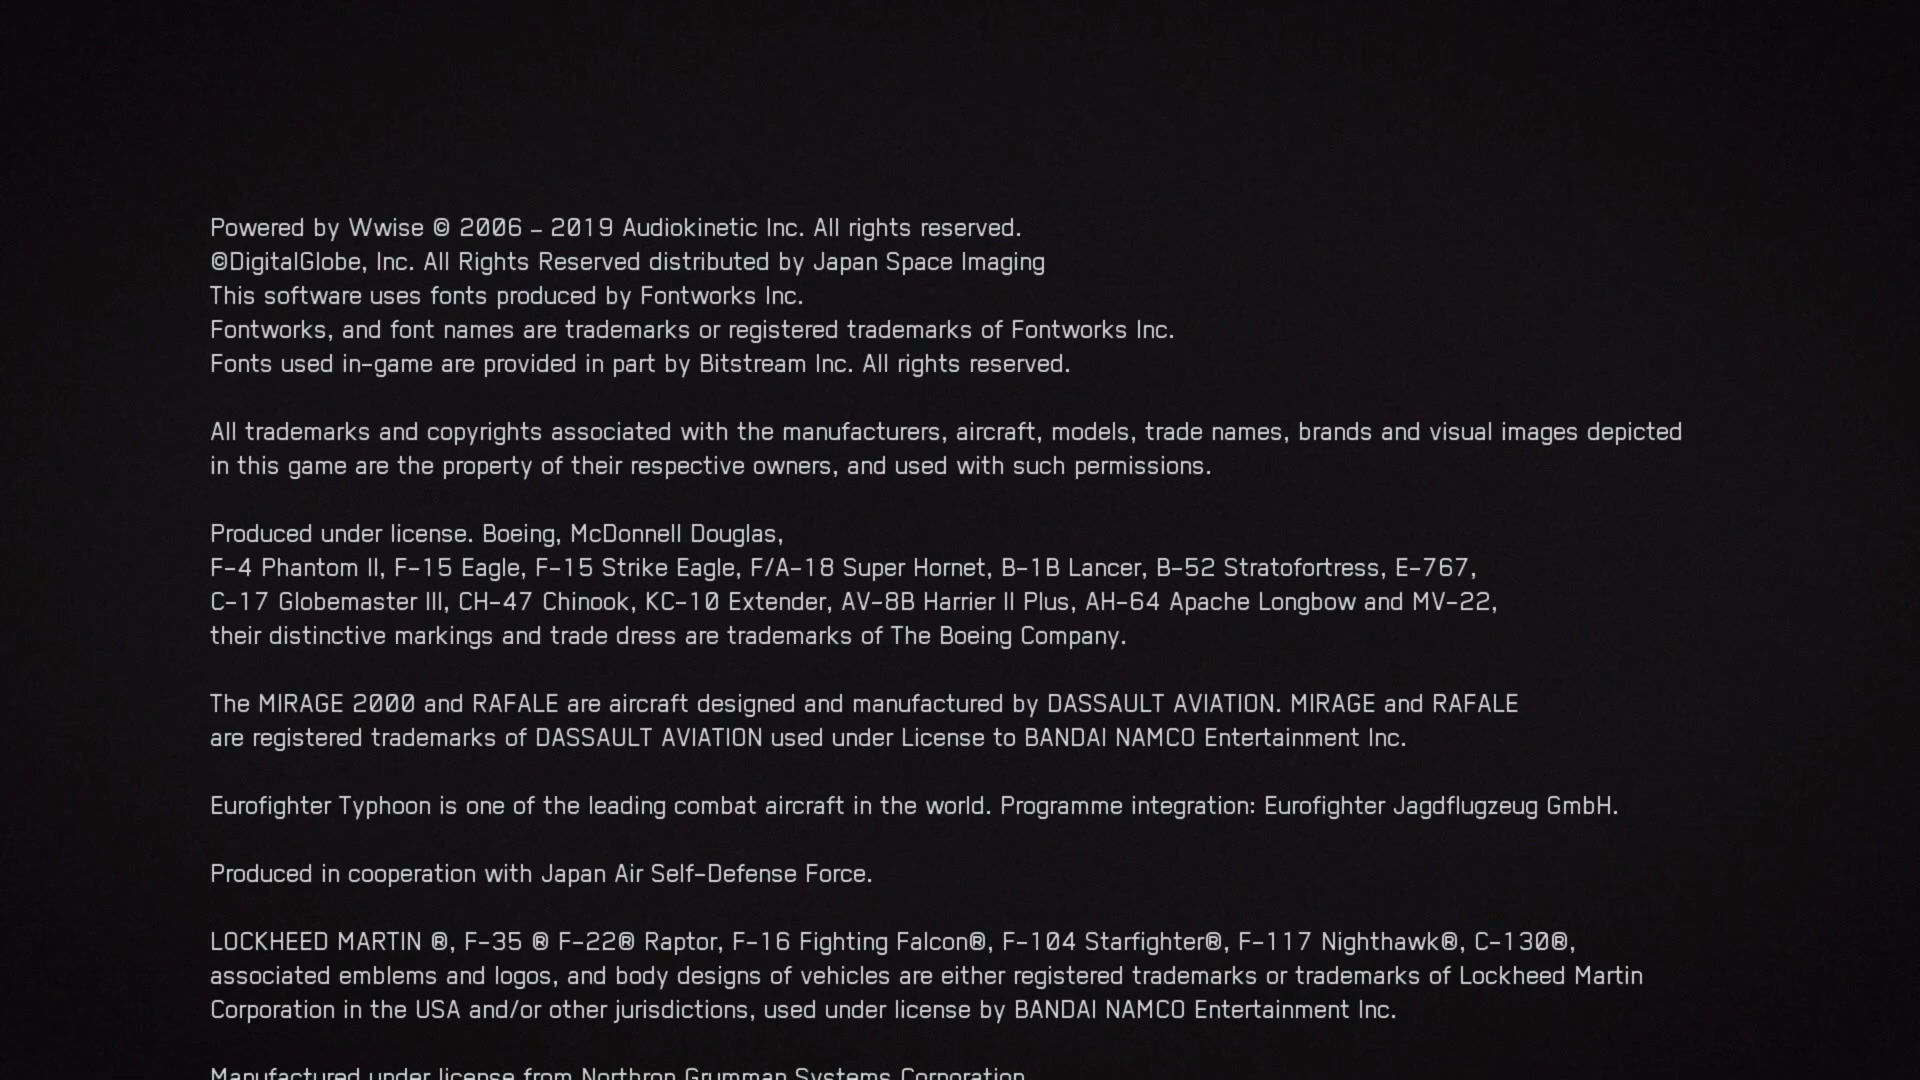 Powered by Wwise © 2006 – 2019 Audiokinetic Inc. All rights reserved.
©DigitalGlobe, Inc. All Rights Reserved distributed by Japan Space Imaging
This software uses fonts produced by Fontworks Inc.
Fontworks, and font names are trademarks or registered trademarks of Fontworks Inc.
Fonts used in-game are provided in part by Bitstream Inc. All rights reserved.
All trademarks and copyrights associated with the manufacturers, aircraft, models, trade names, brands and visual images depicted
in this game are the property of their respective owners, and used with such permissions.
Produced under license. Boeing, McDonnell Douglas,
F-4 Phantom II, F-15 Eagle, F-15 Strike Eagle, F/A-18 Super Hornet, B-1B Lancer, B-52 Stratofortress, E-767,
C-17 Globemaster III, CH-47 Chinook, KC-10 Extender, AV-8B Harrier II Plus, AH-64 Apache Longbow and MV-22,
their distinctive markings and trade dress are trademarks of The Boeing Company.
The MIRAGE 2000 and RAFALE are aircraft designed and manufactured by DASSAULT AVIATION. MIRAGE and RAFALE
are registered trademarks of DASSAULT AVIATION used under License to BANDAI NAMCO Entertainment Inc.
Eurofighter Typhoon is one of the leading combat aircraft in the world. Programme integration: Eurofighter Jagdflugzeug GmbH.
Produced in cooperation with Japan Air Self-Defense Force.
LOCKHEED MARTIN ®, F-35 ® F-22® Raptor, F-16 Fighting Falcon®, F-104 Starfighter®, F-117 Nighthawk®, C-130®,
associated emblems and logos, and body designs of vehicles are either registered trademarks or trademarks of Lockheed Martin
Corporation in the USA and/or other jurisdictions, used under license by BANDAI NAMCO Entertainment Inc.
Manufactured under license from Northrop Grumman Systems Corporation